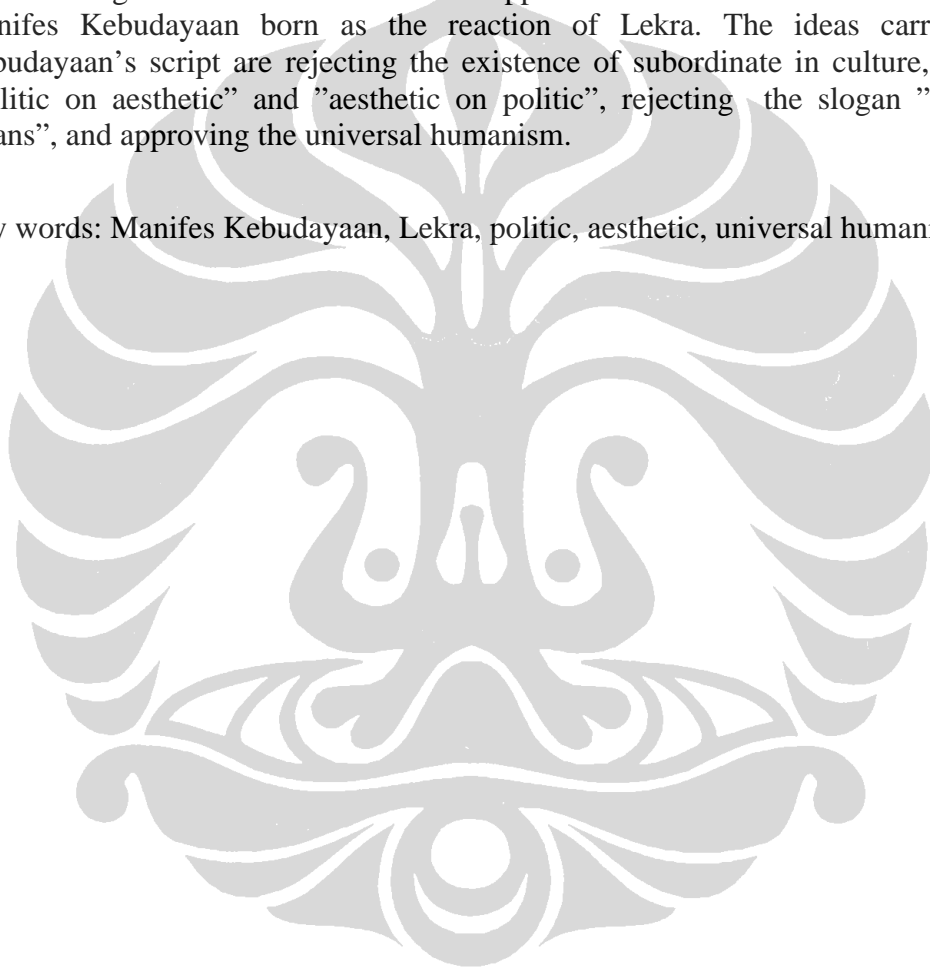 nifes Kebudayaan born as the reaction of Lekra. The ideas carr
budayaan’s script are rejecting the existence of subordinate in culture,
litic on aesthetic” and ”aesthetic on politic”, rejecting the slogan ”
ans”, and approving the universal humanism.
y words: Manifes Kebudayaan, Lekra, politic, aesthetic, universal human